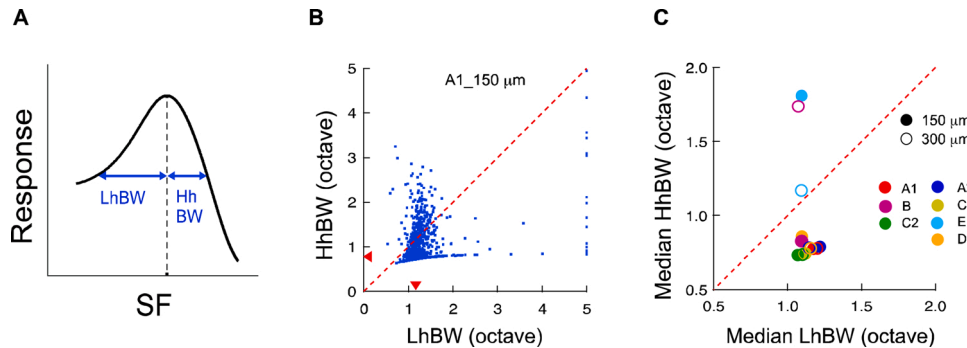 A
Response
LhBW
Hh
BW
SF
B
A1_150 μm
HhBW (octave)
5
4
3
2
1
0
0 1 2 3 4 5
LhBW (octave)
C
Median HhBW (octave)
2.0
1.5
1.0
0.5
0.5 1.0 1.5 2.0
Median LhBW (octave)
150 μm
300 μm
A1
B
C2
C
E
D